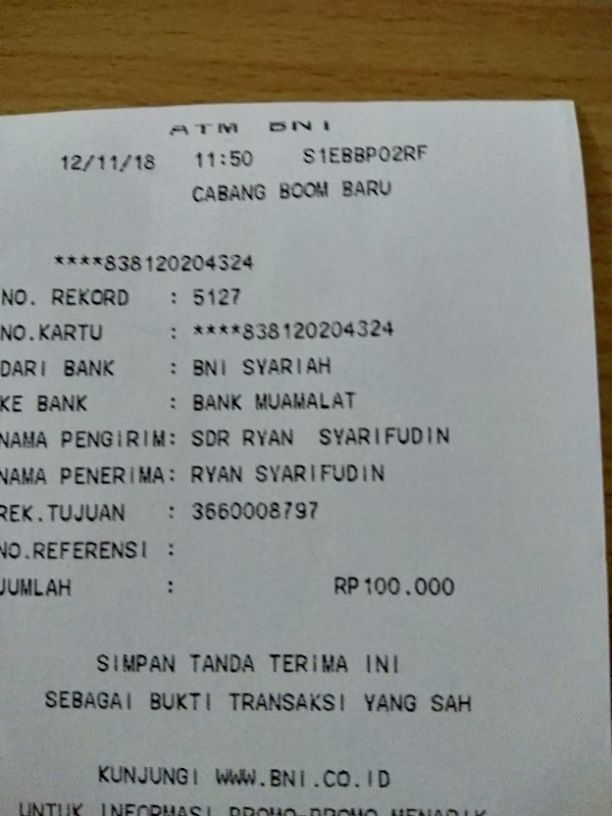 ATM BNI
12/11/18 11:50 S1EBBP02RF
CABANG BOOM BARU
****838120204324
NO. REKORD : 5127
NO.KARTU : ****838120204324
DARI BANK : BNI SYARIAH
KE BANK : BANK MUAMALAT
NAMA PENGIRIM: SDR RYAN SYARIFUDIN
NAMA PENERIMA: RYAN SYARIFUDIN
REK.TUJUAN : 3660008797
NO.REFERENSI :
JUMLAH : RP100.000
SIMPAN TANDA TERIMA INI
SEBAGAI BUKTI TRANSAKSI YANG SAH
KUNJUNGI WWW.BNI.CO.ID
UNTUK INFORMASI PROMO-PROMO MENARIK